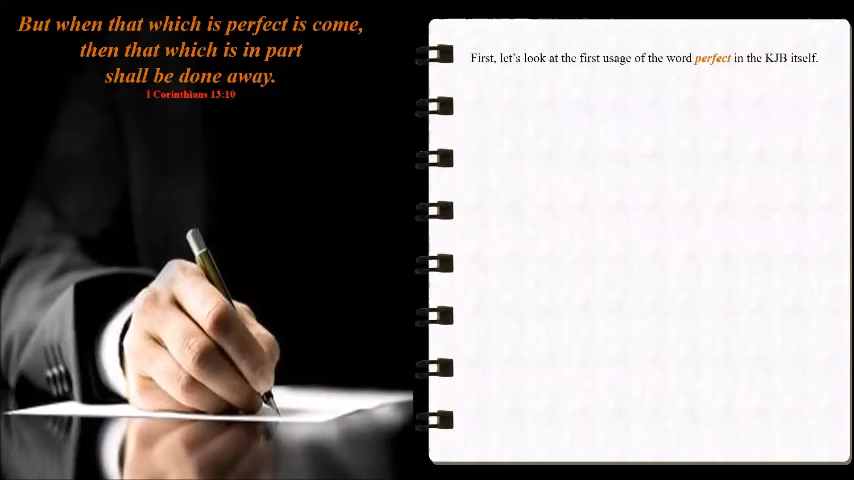 But when that which is perfect is come,
then that which is in part
shall be done away.
1 Corinthians 13:10
First, let's look at the first usage of the word perfect in the KJB itself.